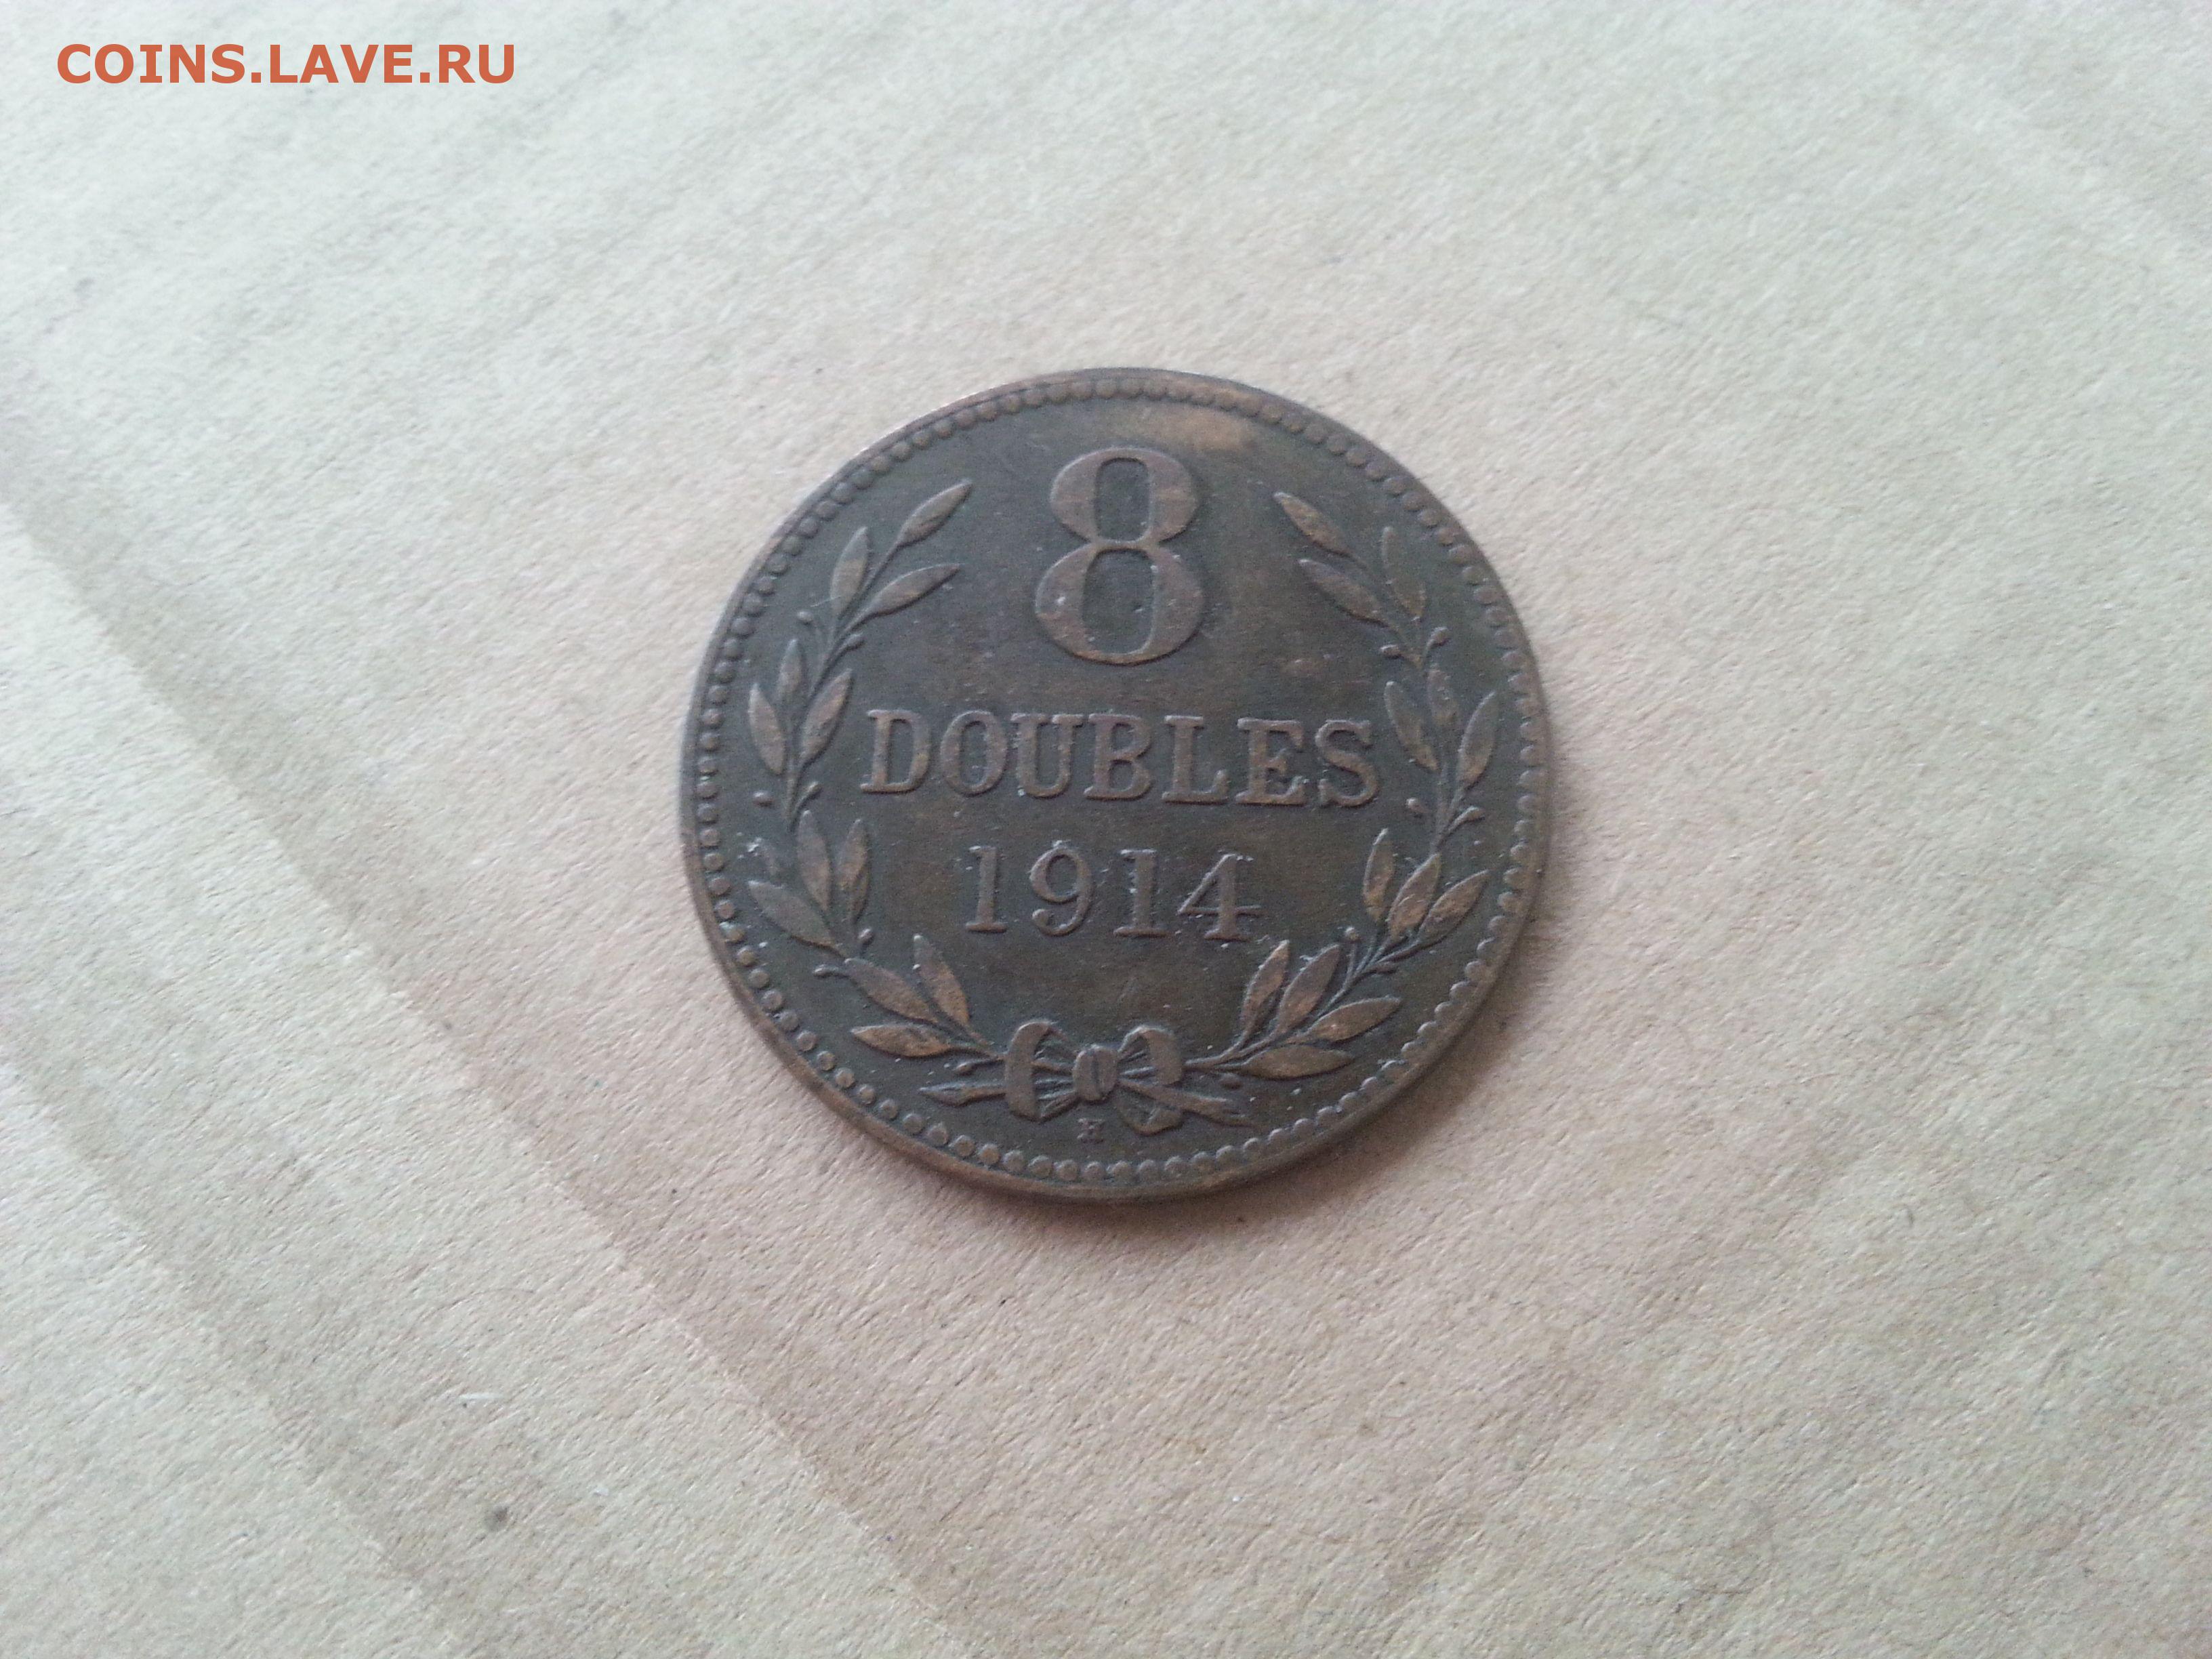 COINS.LAVE.RU
8
DOUBLES
1914
H